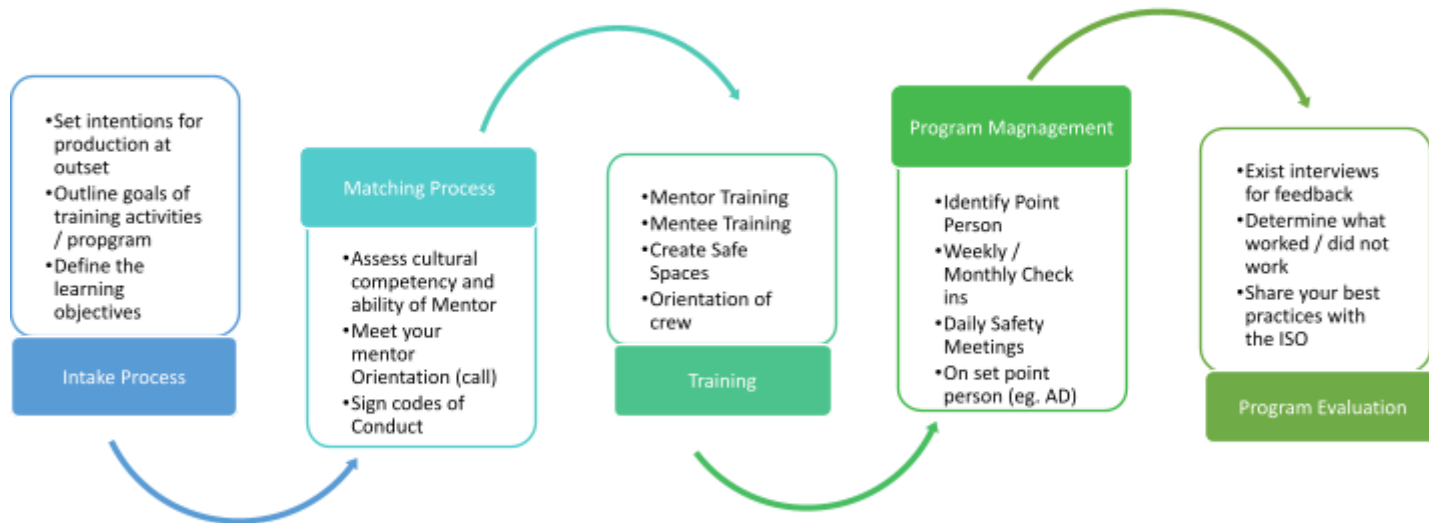 •Set intentions for
production at
outset
•Outline goals of
training activities
/ propgram
•Define the
learning
objectives
Intake Process
Matching Process
•Assess cultural
competency and
ability of Mentor
•Meet your
mentor
Orientation (call)
•Sign codes of
Conduct
•Mentor Training
•Mentee Training
•Create Safe
Spaces
•Orientation of
crew
Training
Program Magnagement
•Identify Point
Person
•Weekly /
Monthly Check
ins
•Daily Safety
Meetings
•On set point
person (eg. AD)
•Exist interviews
for feedback
•Determine what
worked / did not
work
•Share your best
practices with
the ISO
Program Evaluation